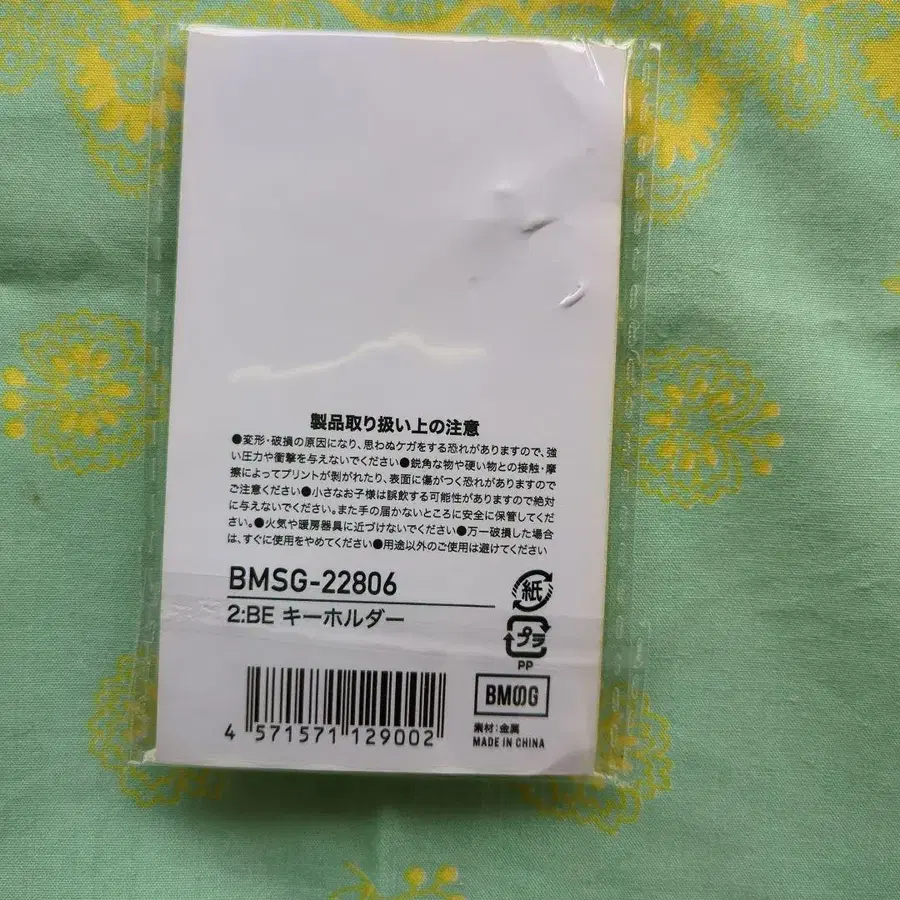 製品取り扱い上の注意
●変形・破損の原因になり、思わぬケガをする恐れがありますので、強
い圧力や衝撃を与えないでください●鋭角な物や硬い物との接触・摩
擦によってプリントが剥がれたり、表面に傷がつく恐れがありますので
ご注意ください●小さなお子様は誤飲する可能性がありますので絶対
に与えないでください。また手の届かないところに安全に保管してくだ
さい。●火気や暖房器具に近づけないでください●万一破損した場合
は、すぐに使用をやめてください●用途以外のご使用は避けてください
BMSG-22806
2:BE キーホルダー
紙
プラ
PP
BMSG
4 571571 129002
素材:金属
MADE IN CHINA